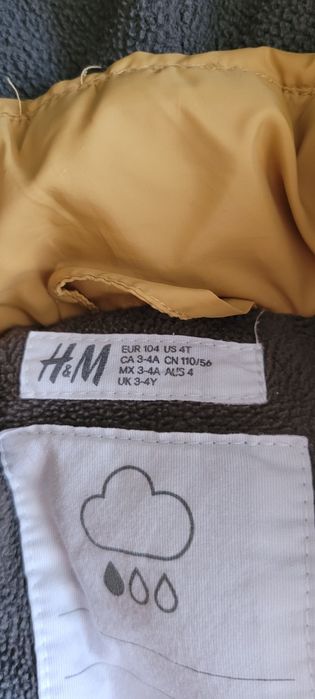 H&M
EUR 104 US 4T
CA 3-4A CN 110/56
MX 3-4A AUS 4
UK 3-4Y